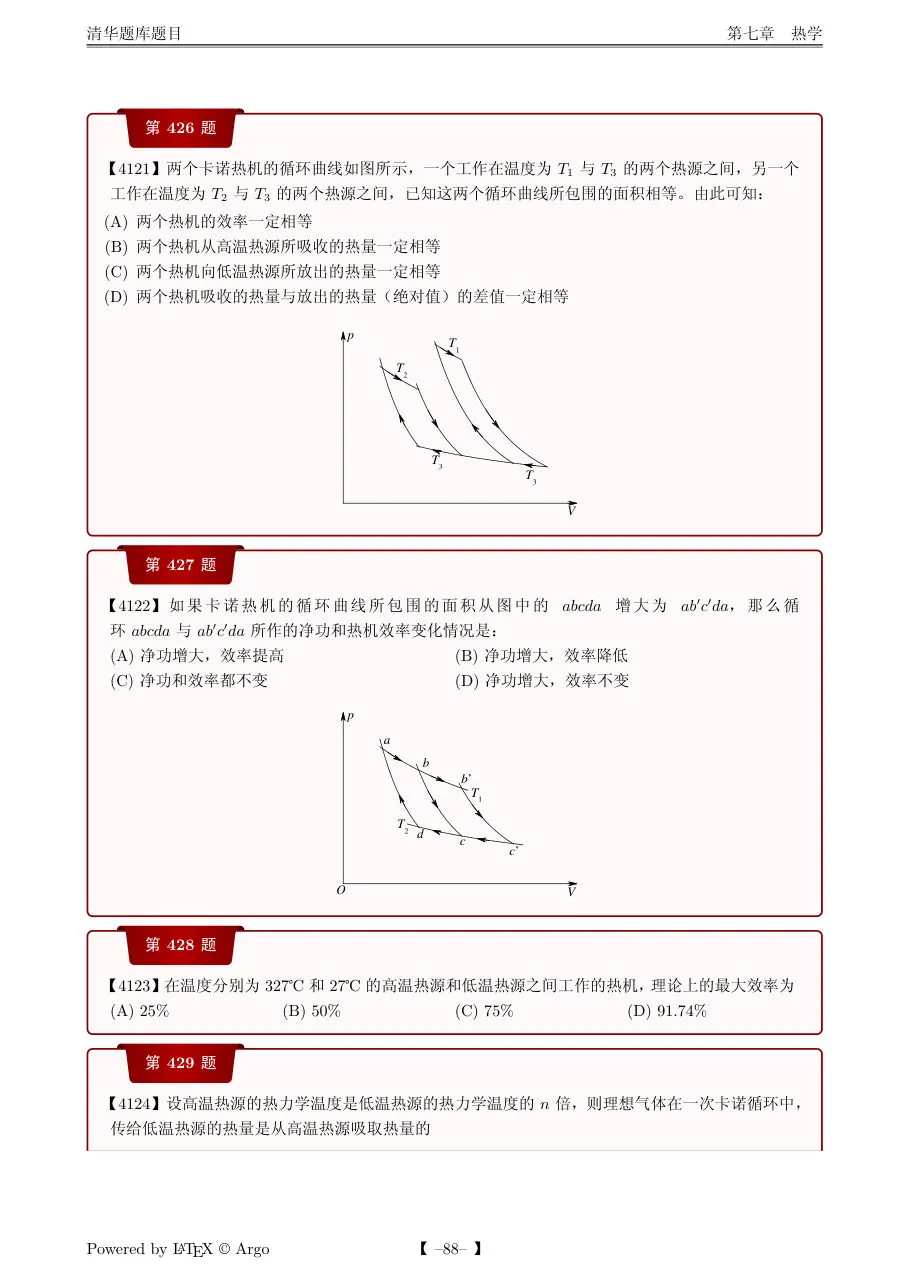 清华题库题目 第七章 热学
第 426 题
【4121】两个卡诺热机的循环曲线如图所示，一个工作在温度为 T₁ 与 T₃ 的两个热源之间，另一个
工作在温度为 T₂ 与 T₃ 的两个热源之间，已知这两个循环曲线所包围的面积相等。由此可知：
(A) 两个热机的效率一定相等
(B) 两个热机从高温热源所吸收的热量一定相等
(C) 两个热机向低温热源所放出的热量一定相等
(D) 两个热机吸收的热量与放出的热量（绝对值）的差值一定相等
p
T₁
T₂
T₃
T₃
V
第 427 题
【4122】如果卡诺热机的循环曲线所包围的面积从图中的 abcda 增大为 ab′c′da，那么循
环 abcda 与 ab′c′da 所作的净功和热机效率变化情况是：
(A) 净功增大，效率提高 (B) 净功增大，效率降低
(C) 净功和效率都不变 (D) 净功增大，效率不变
p
a
b
b'
T₁
T₂
d
c
c'
O
V
第 428 题
【4123】在温度分别为 327℃ 和 27℃ 的高温热源和低温热源之间工作的热机，理论上的最大效率为
(A) 25% (B) 50% (C) 75% (D) 91.74%
第 429 题
【4124】设高温热源的热力学温度是低温热源的热力学温度的 n 倍，则理想气体在一次卡诺循环中，
传给低温热源的热量是从高温热源吸取热量的
Powered by LATEX © Argo 【 –88– 】